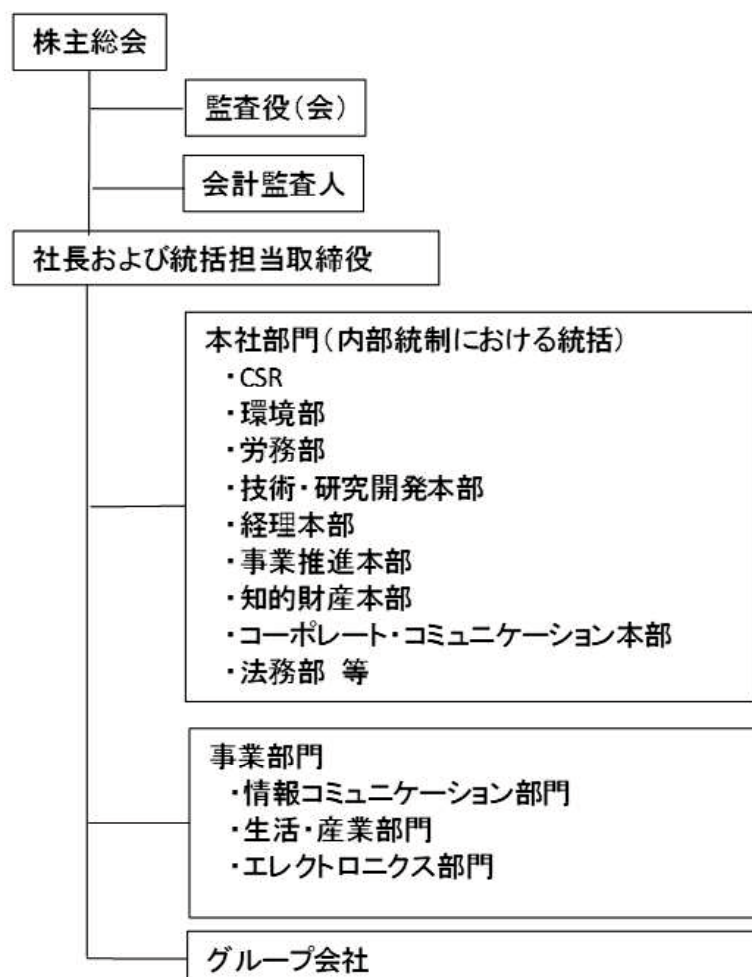 株主総会
監査役（会）
会計監査人
社長および統括担当取締役
本社部門（内部統制における統括）
・CSR
・環境部
・労務部
・技術・研究開発本部
・経理本部
・事業推進本部
・知的財産本部
・コーポレート・コミュニケーション本部
・法務部 等
事業部門
・情報コミュニケーション部門
・生活・産業部門
・エレクトロニクス部門
グループ会社